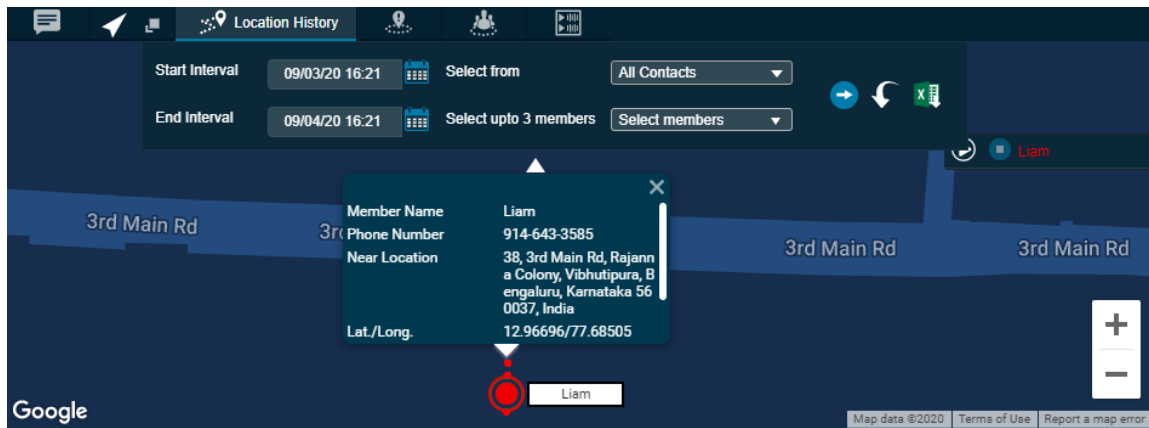 Location History
Start Interval 09/03/20 16:21 Select from All Contacts
End Interval 09/04/20 16:21 Select upto 3 members Select members
Liam
3rd Main Rd
3rd Main Rd
3rd Main Rd
Member Name Liam
Phone Number 914-643-3585
Near Location 38, 3rd Main Rd, Rajann
a Colony, Vibhutipura, B
engaluru, Karnataka 56
0037, India
Lat./Long. 12.96696/77.68505
Liam
Google
Map data ©2020 Terms of Use Report a map error